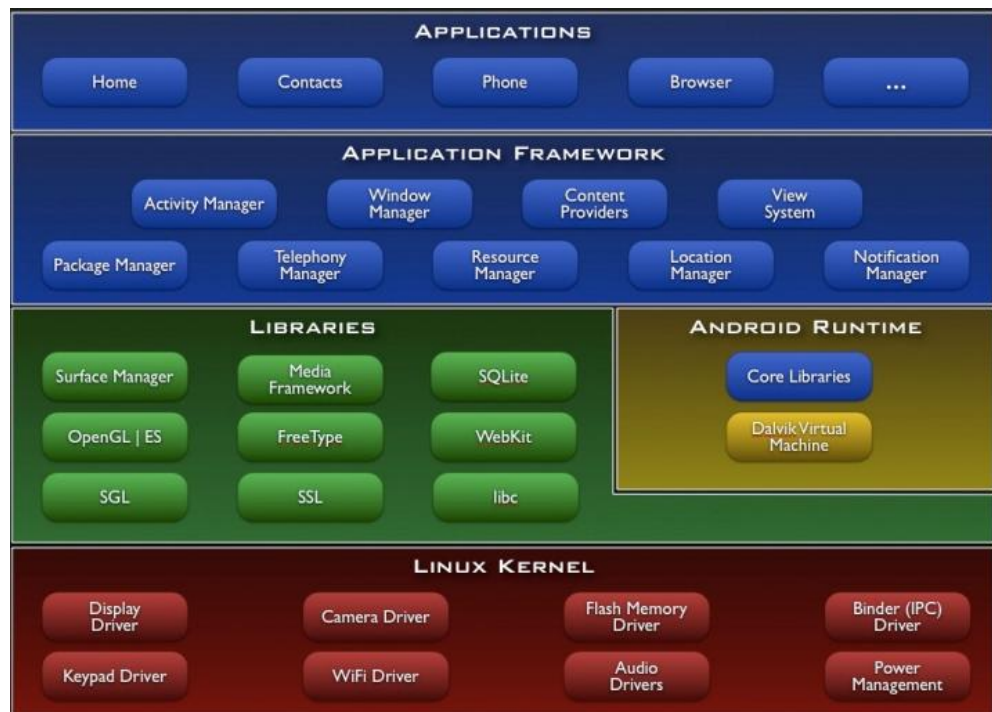 APPLICATIONS
Home
Contacts
Phone
Browser
...
APPLICATION FRAMEWORK
Activity Manager
Window
Manager
Content
Providers
View
System
Package Manager
Telephony
Manager
Resource
Manager
Location
Manager
Notification
Manager
LIBRARIES
Surface Manager
Media
Framework
SQLite
OpenGL | ES
FreeType
WebKit
SGL
SSL
libc
ANDROID RUNTIME
Core Libraries
Dalvik Virtual
Machine
LINUX KERNEL
Display
Driver
Camera Driver
Flash Memory
Driver
Binder (IPC)
Driver
Keypad Driver
WiFi Driver
Audio
Drivers
Power
Management